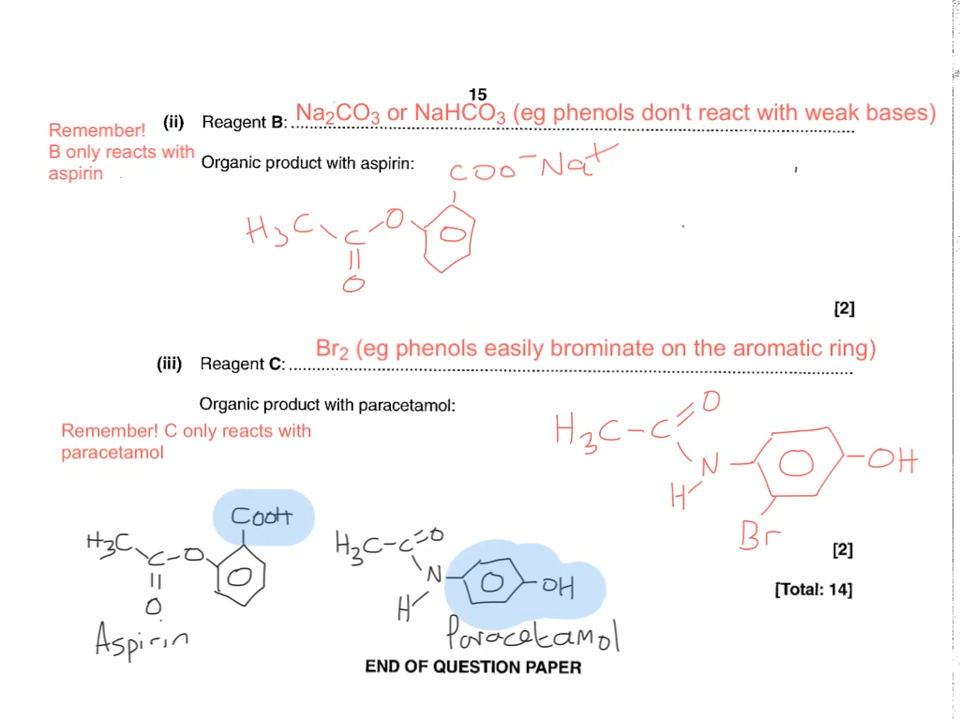 15
(ii) Reagent B: Na₂CO₃ or NaHCO₃ (eg phenols don't react with weak bases)
Remember!
B only reacts with
aspirin
Organic product with aspirin:
COO⁻Na⁺
H₃C C O
O
[2]
(iii) Reagent C: Br₂ (eg phenols easily brominate on the aromatic ring)
Organic product with paracetamol:
Remember! C only reacts with
paracetamol
H₃C-C=O
N OH
H
Br
[2]
[Total: 14]
COOH
H₃C C-O
O
Aspirin
H₃C-C=O
N -OH
H
Paracetamol
END OF QUESTION PAPER